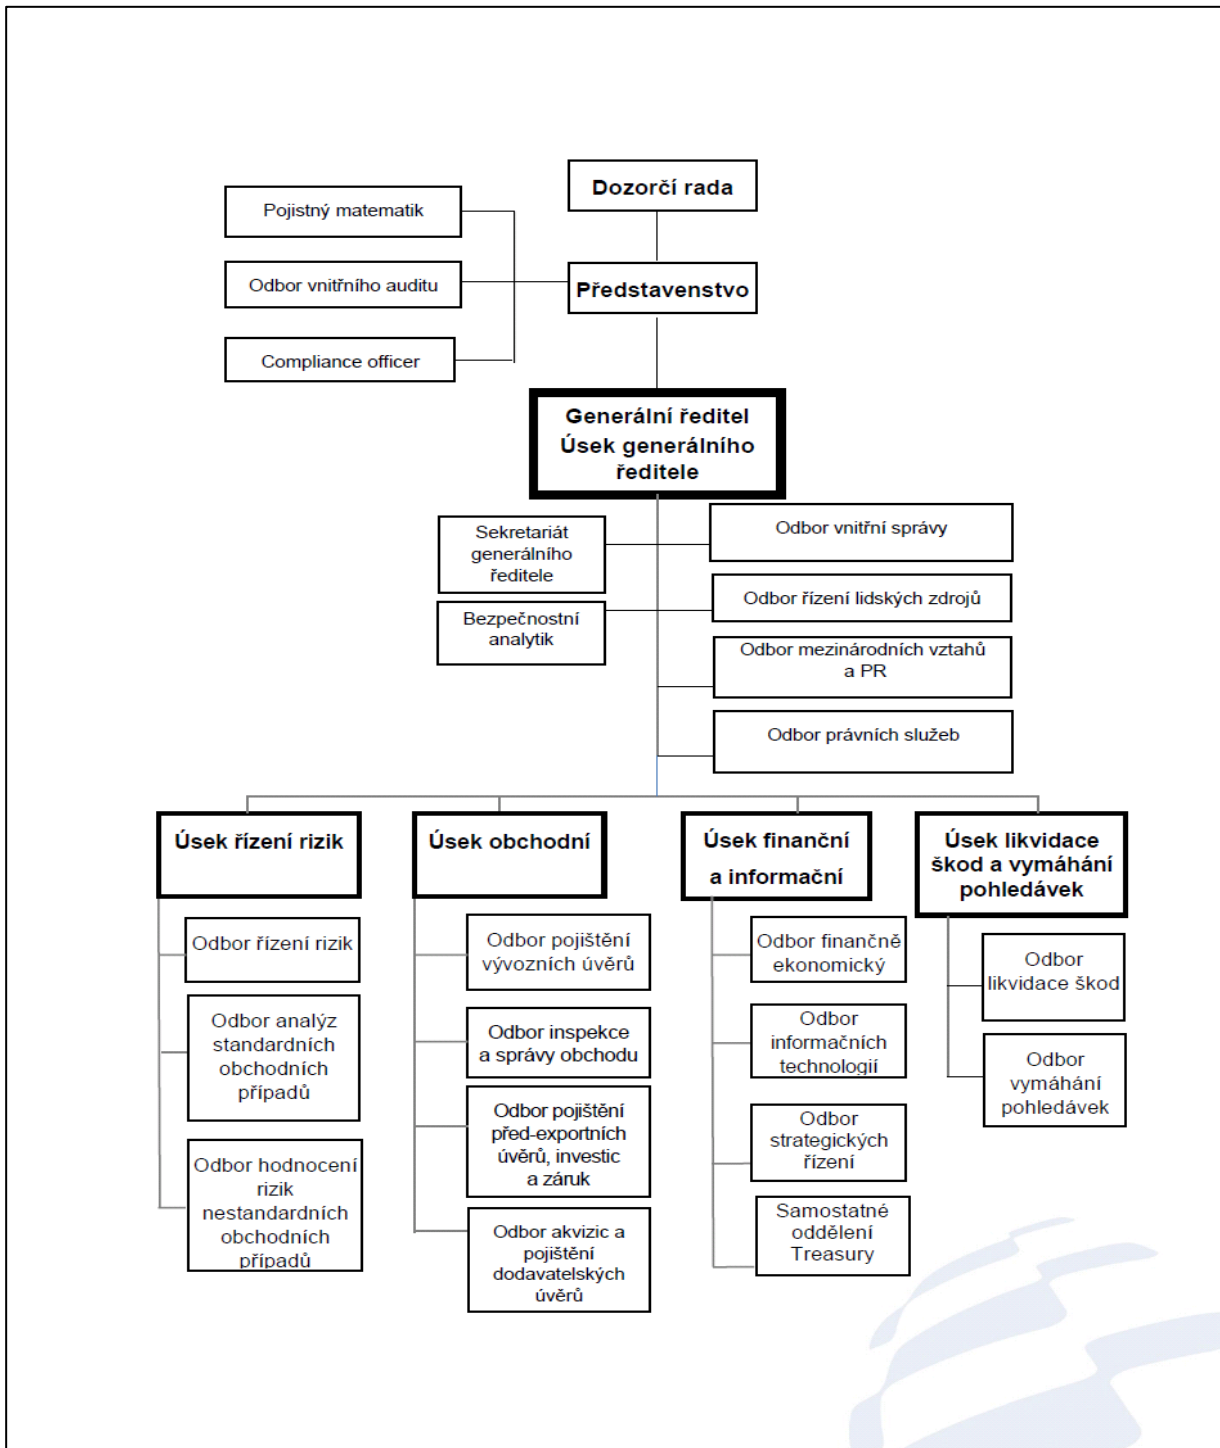 Dozorčí rada
Pojistný matematik
Odbor vnitřního auditu
Představenstvo
Compliance officer
Generální ředitel
Úsek generálního
ředitele
Sekretariát
generálního
ředitele
Odbor vnitřní správy
Bezpečnostní
analytik
Odbor řízení lidských zdrojů
Odbor mezinárodních vztahů
a PR
Odbor právních služeb
Úsek řízení rizik
Odbor řízení rizik
Odbor analýz
standardních
obchodních
případů
Odbor hodnocení
rizik
nestandardních
obchodních
případů
Úsek obchodní
Odbor pojištění
vývozních úvěrů
Odbor inspekce
a správy obchodu
Odbor pojištění
před-exportních
úvěrů, investic
a záruk
Odbor akvizic a
pojištění
dodavatelských
úvěrů
Úsek finanční
a informační
Odbor finančně
ekonomický
Odbor
informačních
technologií
Odbor
strategických
řízení
Samostatné
oddělení
Treasury
Úsek likvidace
škod a vymáhání
pohledávek
Odbor
likvidace škod
Odbor
vymáhání
pohledávek